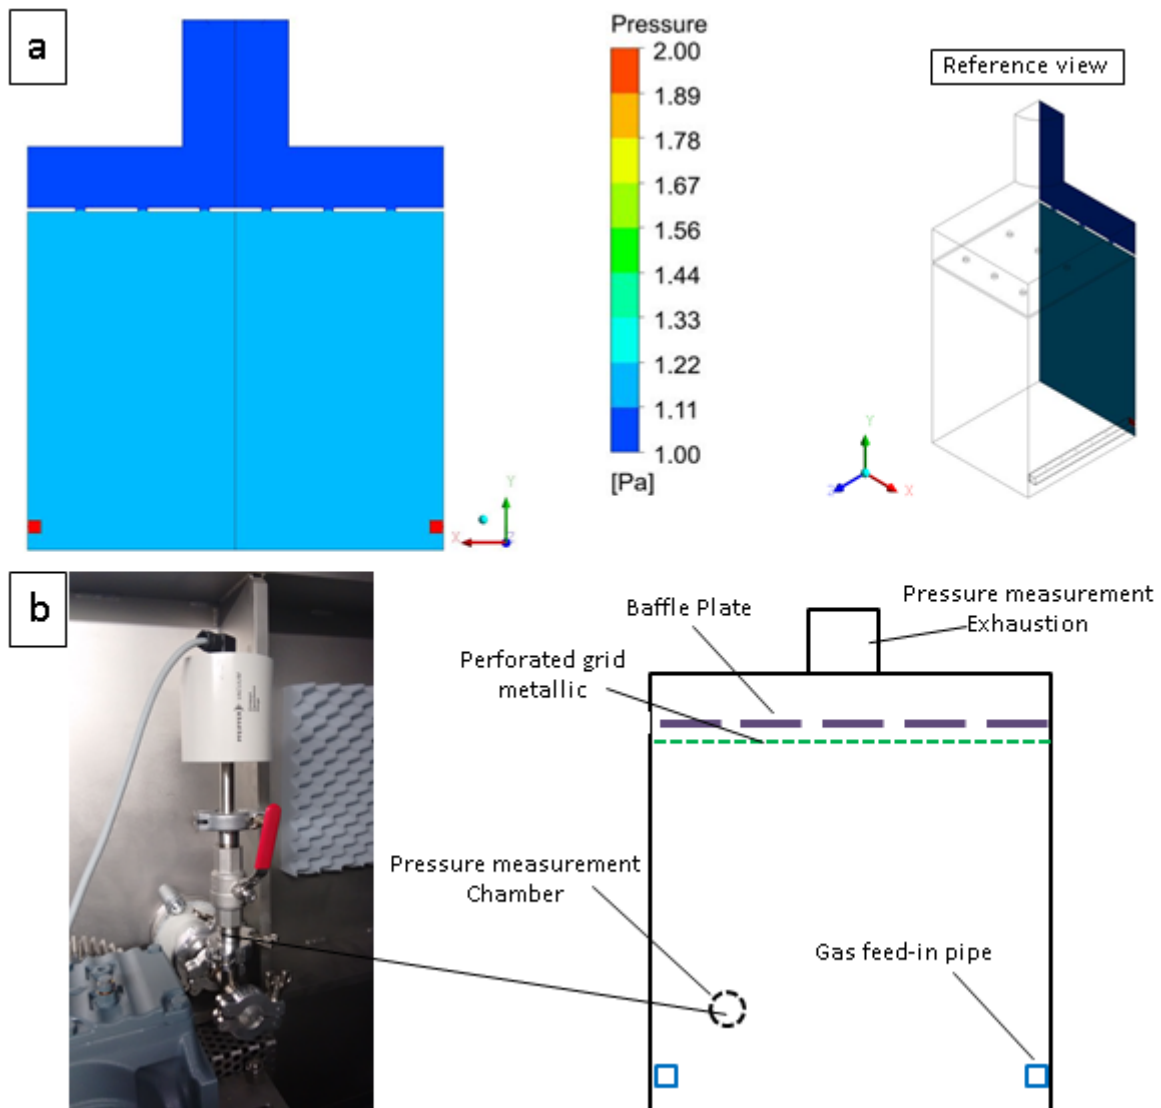 a
Pressure
2.00
1.89
1.78
1.67
1.56
1.44
1.33
1.22
1.11
1.00
[Pa]
Reference view
Y
X
Z
Y
Z
X
b
Baffle Plate
Pressure measurement
Exhaustion
Perforated grid
metallic
Pressure measurement
Chamber
Gas feed-in pipe